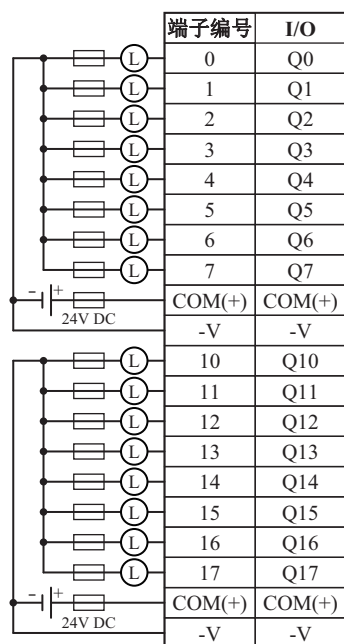 端子编号 I/O
L 0 Q0
L 1 Q1
L 2 Q2
L 3 Q3
L 4 Q4
L 5 Q5
L 6 Q6
L 7 Q7
- + COM(+) COM(+)
24V DC -V -V
L 10 Q10
L 11 Q11
L 12 Q12
L 13 Q13
L 14 Q14
L 15 Q15
L 16 Q16
L 17 Q17
- + COM(+) COM(+)
24V DC -V -V